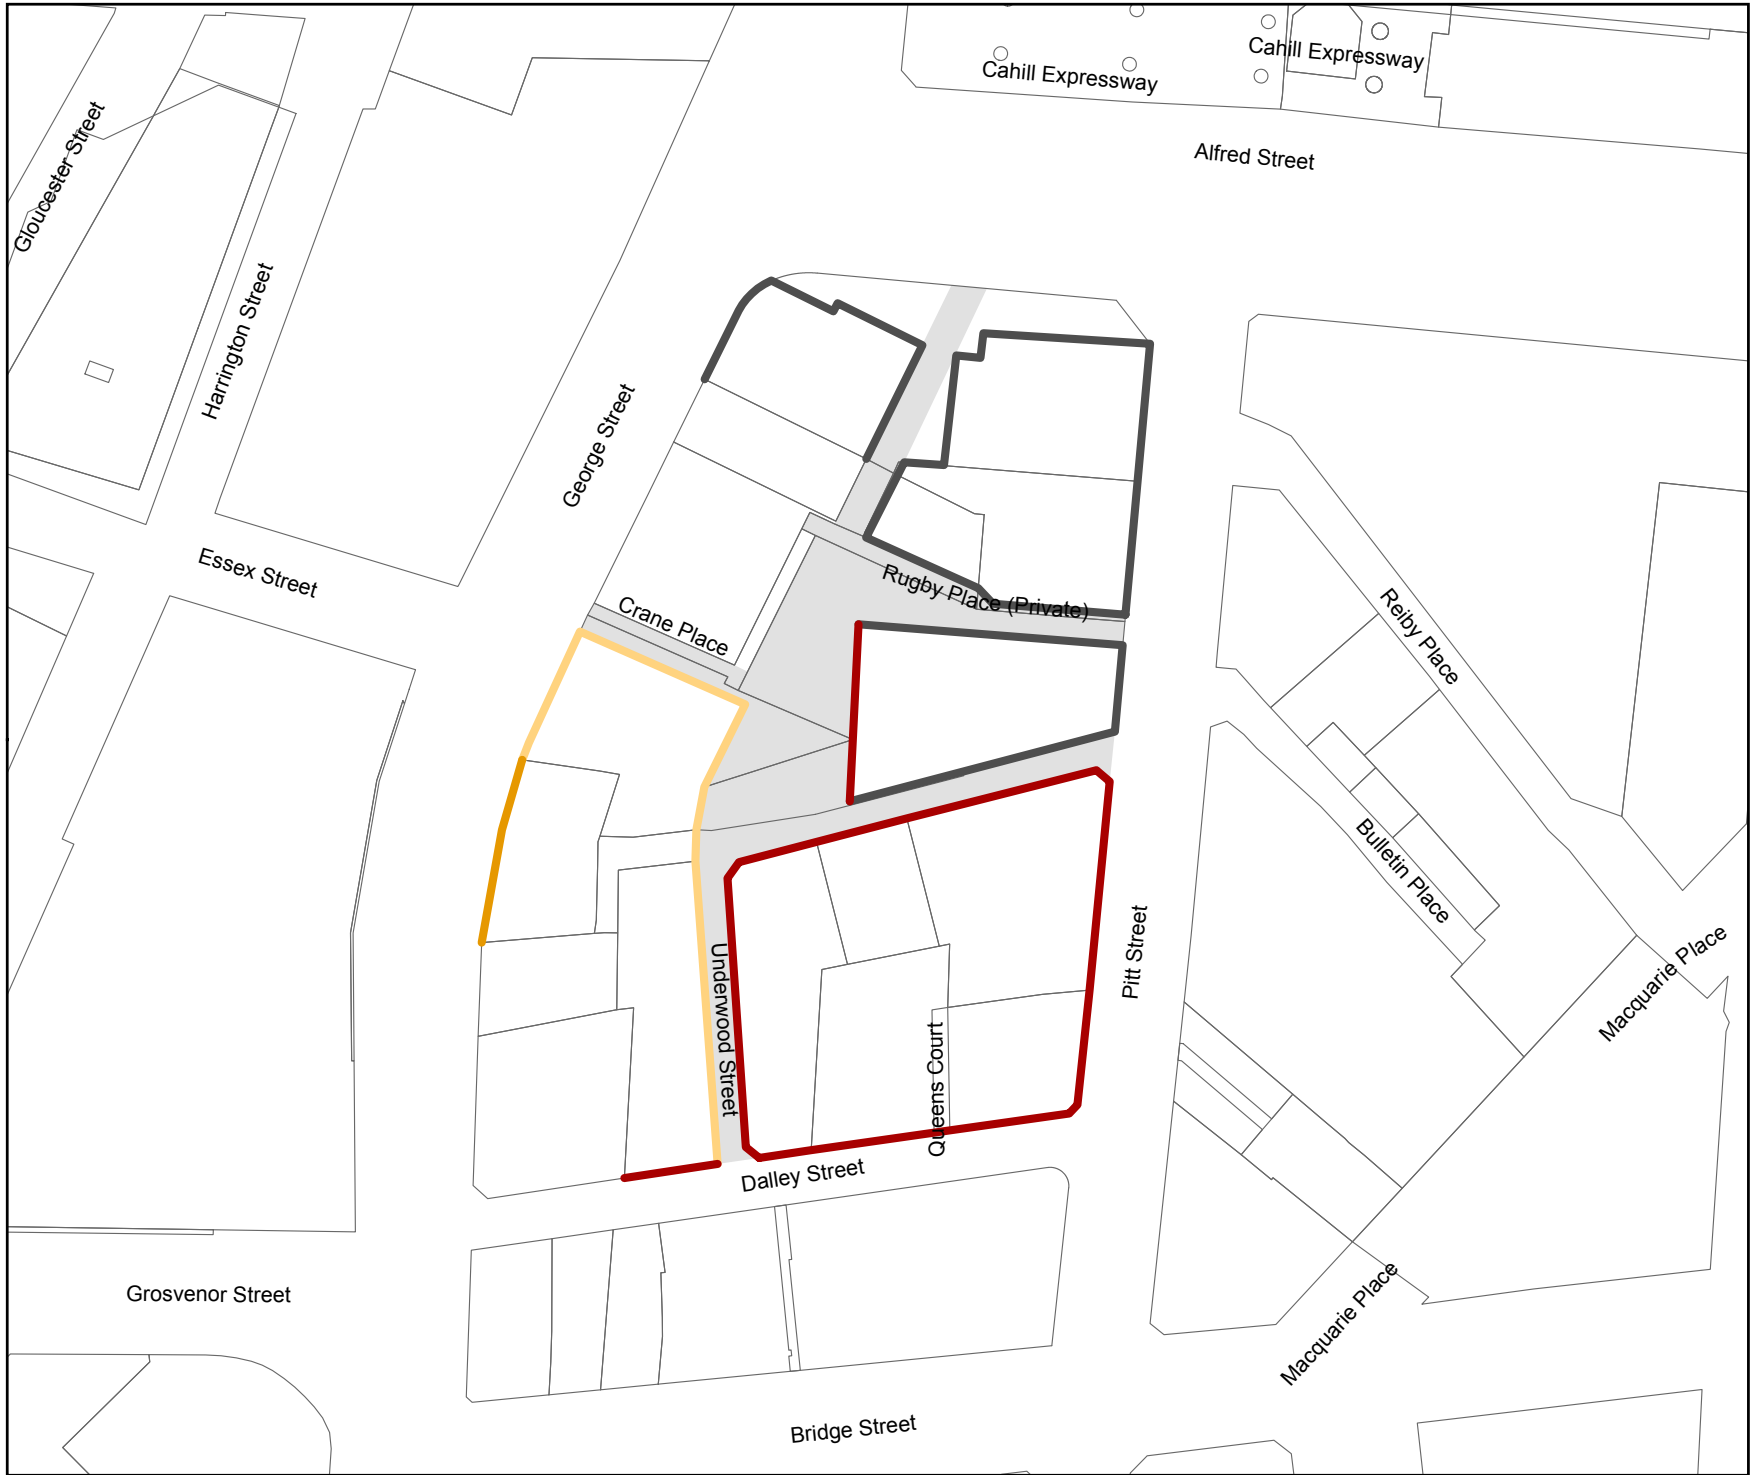 Cahill Expressway
Cahill Expressway
Alfred Street
Gloucester Street
Harrington Street
George Street
Essex Street
Crane Place
Rugby Place (Private)
Reiby Place
Bulletin Place
Underwood Street
Pitt Street
Macquarie Place
Queens Court
Dalley Street
Grosvenor Street
Macquarie Place
Bridge Street